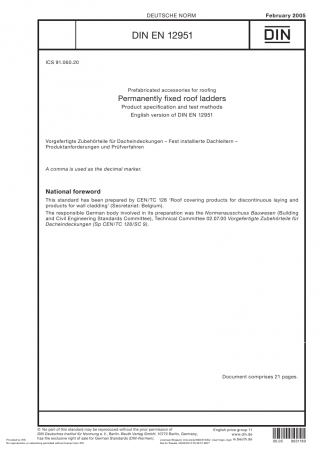 DEUTSCHE NORM
February 2005
DIN EN 12951
DIN
ICS 91.060.20
Prefabricated accessories for roofing
Permanently fixed roof ladders
Product specification and test methods
English version of DIN EN 12951
Vorgefertigte Zubehörteile für Dacheindeckungen – Fest installierte Dachleitern –
Produktanforderungen und Prüfverfahren
A comma is used as the decimal marker.
National foreword
This standard has been prepared by CEN/TC 128 'Roof covering products for discontinuous laying and
products for wall cladding' (Secretariat: Belgium).
The responsible German body involved in its preparation was the Normenausschuss Bauwesen (Building
and Civil Engineering Standards Committee), Technical Committee 02.07.00 Vorgefertigte Zubehörteile für
Dacheindeckungen (Sp CEN/TC 128/SC 9).
Document comprises 21 pages.
© No part of this standard may be reproduced without the prior permission of
DIN Deutsches Institut für Normung e. V., Berlin. Beuth Verlag GmbH, 10772 Berlin, Germany,
has the exclusive right of sale for German Standards (DIN-Normen).
English price group 11
www.din.de
www.beuth.de